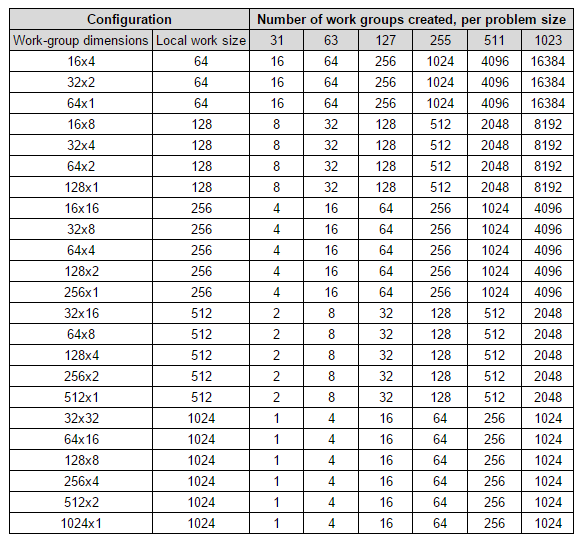 Configuration Number of work groups created, per problem size
Work-group dimensions Local work size 31 63 127 255 511 1023
16x4 64 16 64 256 1024 4096 16384
32x2 64 16 64 256 1024 4096 16384
64x1 64 16 64 256 1024 4096 16384
16x8 128 8 32 128 512 2048 8192
32x4 128 8 32 128 512 2048 8192
64x2 128 8 32 128 512 2048 8192
128x1 128 8 32 128 512 2048 8192
16x16 256 4 16 64 256 1024 4096
32x8 256 4 16 64 256 1024 4096
64x4 256 4 16 64 256 1024 4096
128x2 256 4 16 64 256 1024 4096
256x1 256 4 16 64 256 1024 4096
32x16 512 2 8 32 128 512 2048
64x8 512 2 8 32 128 512 2048
128x4 512 2 8 32 128 512 2048
256x2 512 2 8 32 128 512 2048
512x1 512 2 8 32 128 512 2048
32x32 1024 1 4 16 64 256 1024
64x16 1024 1 4 16 64 256 1024
128x8 1024 1 4 16 64 256 1024
256x4 1024 1 4 16 64 256 1024
512x2 1024 1 4 16 64 256 1024
1024x1 1024 1 4 16 64 256 1024